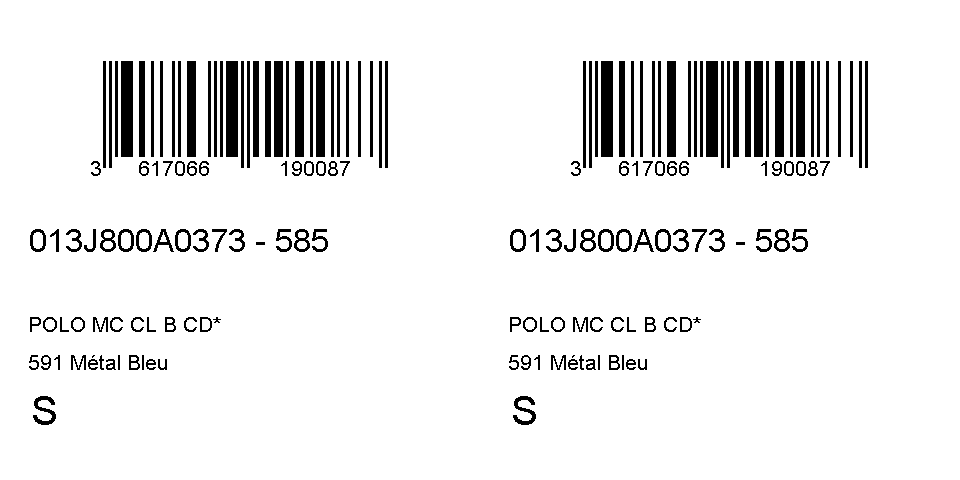 3 617066 190087
013J800A0373 - 585
POLO MC CL B CD*
591 Métal Bleu
S
3 617066 190087
013J800A0373 - 585
POLO MC CL B CD*
591 Métal Bleu
S